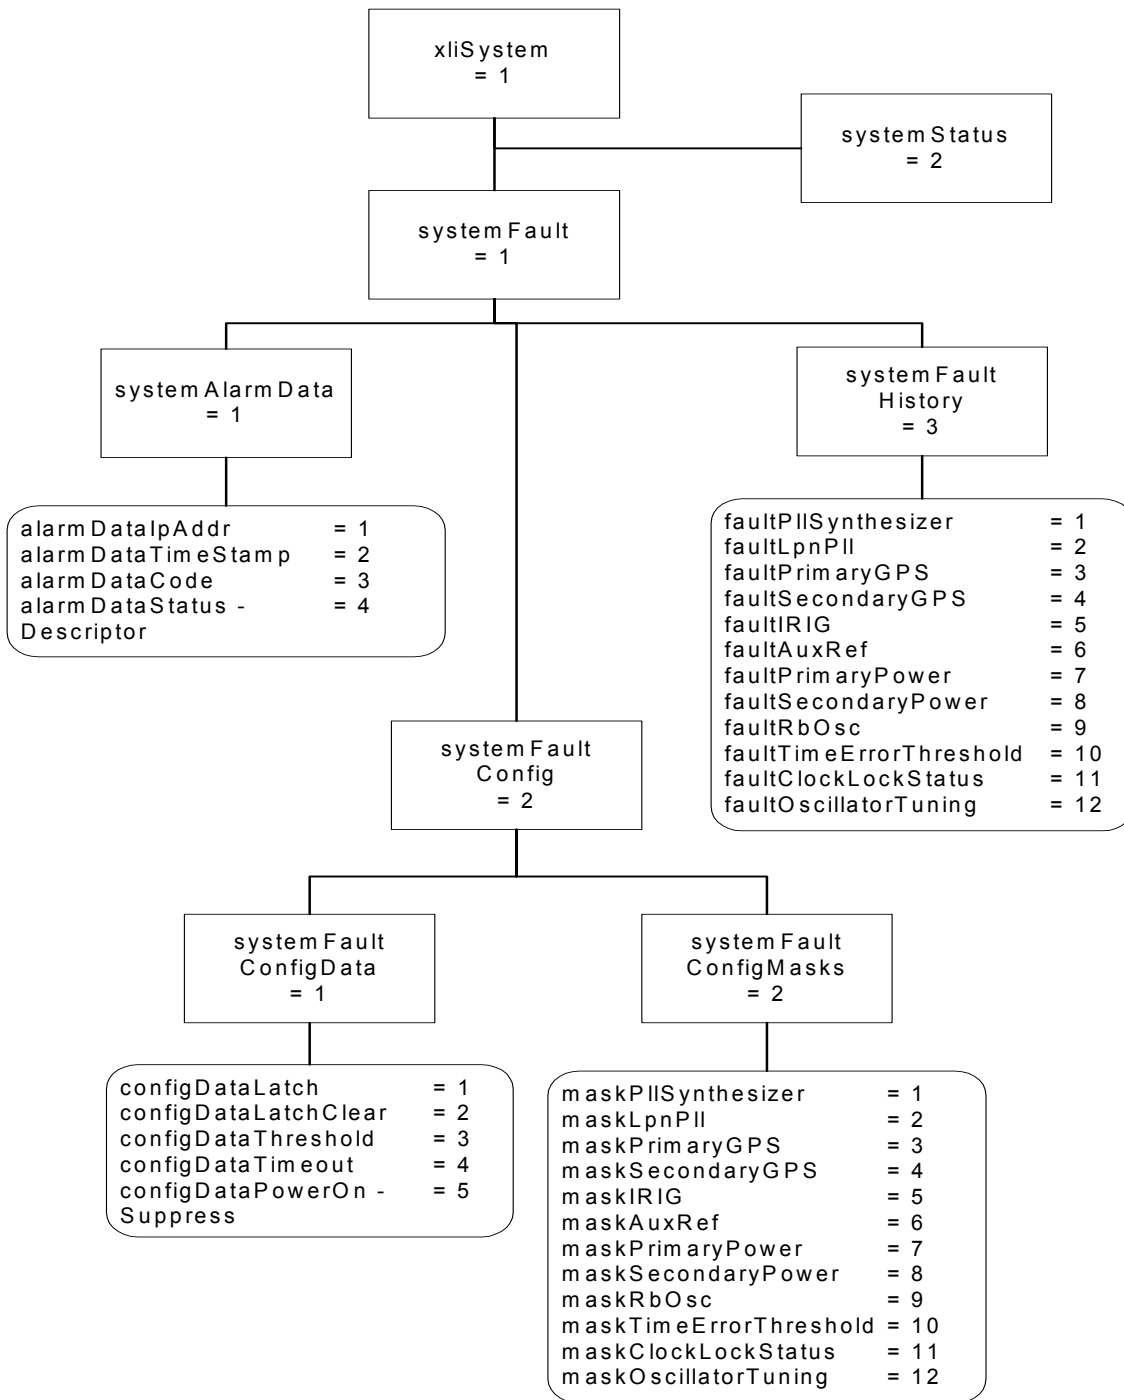 xliSystem
= 1
systemStatus
= 2
systemFault
= 1
systemAlarmData
= 1
systemFault
History
= 3
alarmDataIpAddr = 1
alarmDataTimeStamp = 2
alarmDataCode = 3
alarmDataStatus - = 4
Descriptor
faultPllSynthesizer = 1
faultLpnPll = 2
faultPrimaryGPS = 3
faultSecondaryGPS = 4
faultIRIG = 5
faultAuxRef = 6
faultPrimaryPower = 7
faultSecondaryPower = 8
faultRbOsc = 9
faultTimeErrorThreshold = 10
faultClockLockStatus = 11
faultOscillatorTuning = 12
systemFault
Config
= 2
systemFault
ConfigData
= 1
systemFault
ConfigMasks
= 2
configDataLatch = 1
configDataLatchClear = 2
configDataThreshold = 3
configDataTimeout = 4
configDataPowerOn - = 5
Suppress
maskPllSynthesizer = 1
maskLpnPll = 2
maskPrimaryGPS = 3
maskSecondaryGPS = 4
maskIRIG = 5
maskAuxRef = 6
maskPrimaryPower = 7
maskSecondaryPower = 8
maskRbOsc = 9
maskTimeErrorThreshold = 10
maskClockLockStatus = 11
maskOscillatorTuning = 12